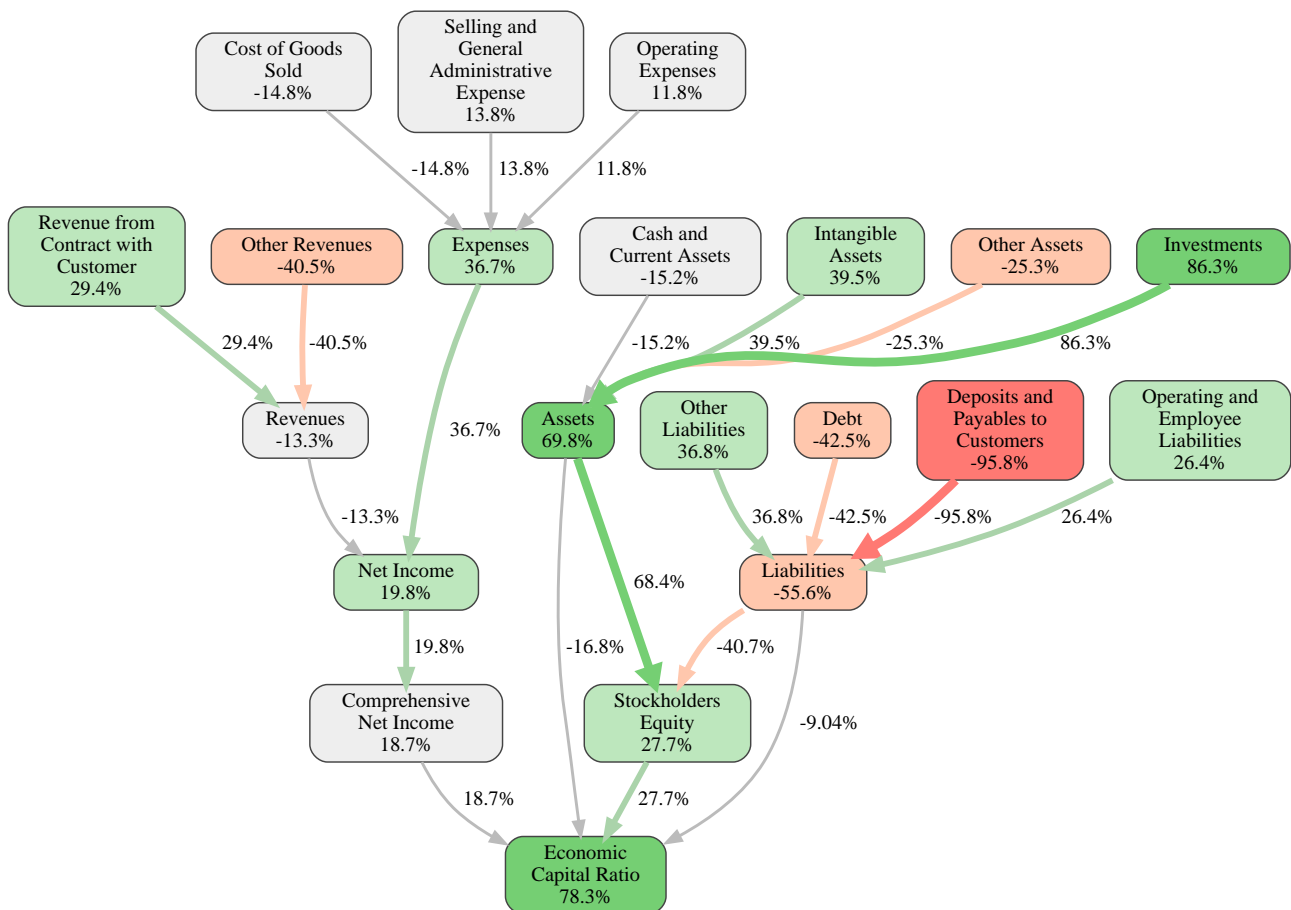 Cost of Goods
Sold
-14.8%
Selling and
General
Administrative
Expense
13.8%
Operating
Expenses
11.8%
-14.8%
13.8%
11.8%
Revenue from
Contract with
Customer
29.4%
Other Revenues
-40.5%
Expenses
36.7%
Cash and
Current Assets
-15.2%
Intangible
Assets
39.5%
Other Assets
-25.3%
Investments
86.3%
29.4%
-40.5%
-15.2%
39.5%
-25.3%
86.3%
Revenues
-13.3%
36.7%
Assets
69.8%
Other
Liabilities
36.8%
Debt
-42.5%
Deposits and
Payables to
Customers
-95.8%
Operating and
Employee
Liabilities
26.4%
-13.3%
36.8%
-42.5%
-95.8%
26.4%
Net Income
19.8%
68.4%
Liabilities
-55.6%
19.8%
-16.8%
-40.7%
Comprehensive
Net Income
18.7%
Stockholders
Equity
27.7%
-9.04%
18.7%
27.7%
Economic
Capital Ratio
78.3%